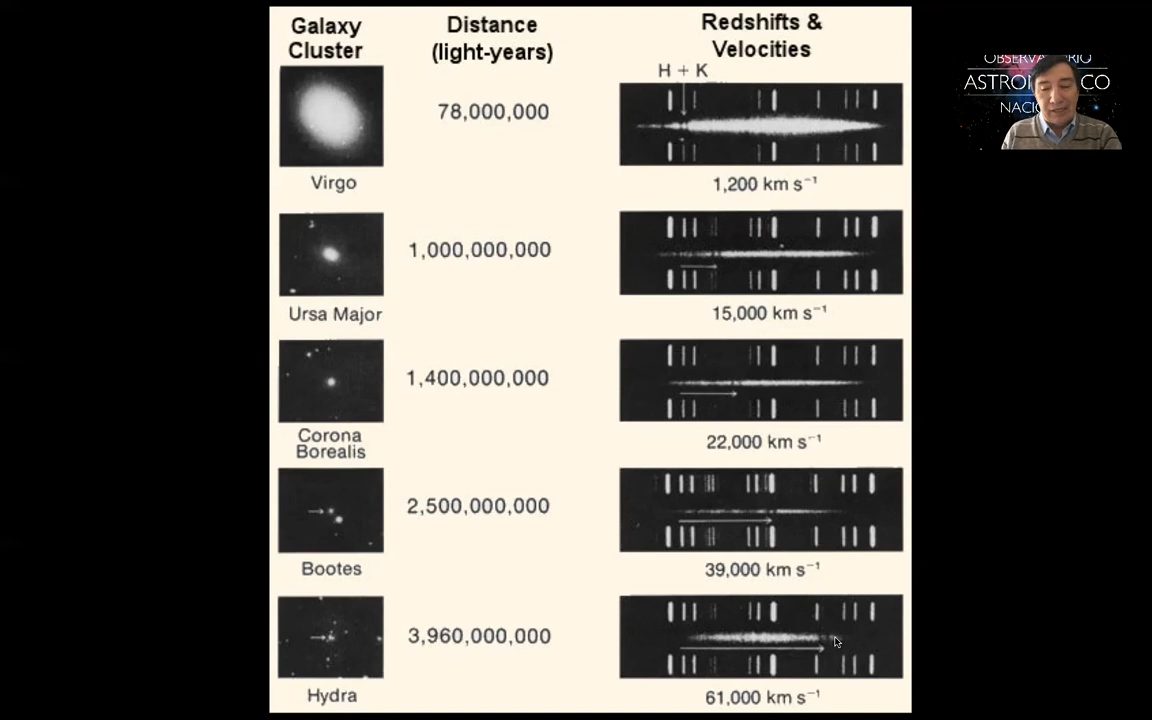 Galaxy
Cluster
Distance
(light-years)
Redshifts &
Velocities
H + K
78,000,000
Virgo
1,200 km s⁻¹
1,000,000,000
Ursa Major
15,000 km s⁻¹
1,400,000,000
Corona
Borealis
22,000 km s⁻¹
2,500,000,000
Bootes
39,000 km s⁻¹
3,960,000,000
Hydra
61,000 km s⁻¹